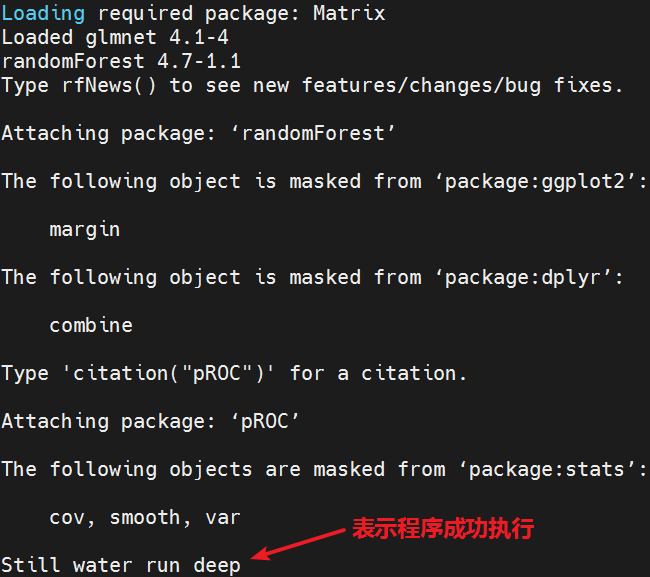 Loading required package: Matrix
Loaded glmnet 4.1-4
randomForest 4.7-1.1
Type rfNews() to see new features/changes/bug fixes.
Attaching package: ‘randomForest’
The following object is masked from ‘package:ggplot2’:
margin
The following object is masked from ‘package:dplyr’:
combine
Type 'citation("pROC")' for a citation.
Attaching package: ‘pROC’
The following objects are masked from ‘package:stats’:
cov, smooth, var
表示程序成功执行
Still water run deep